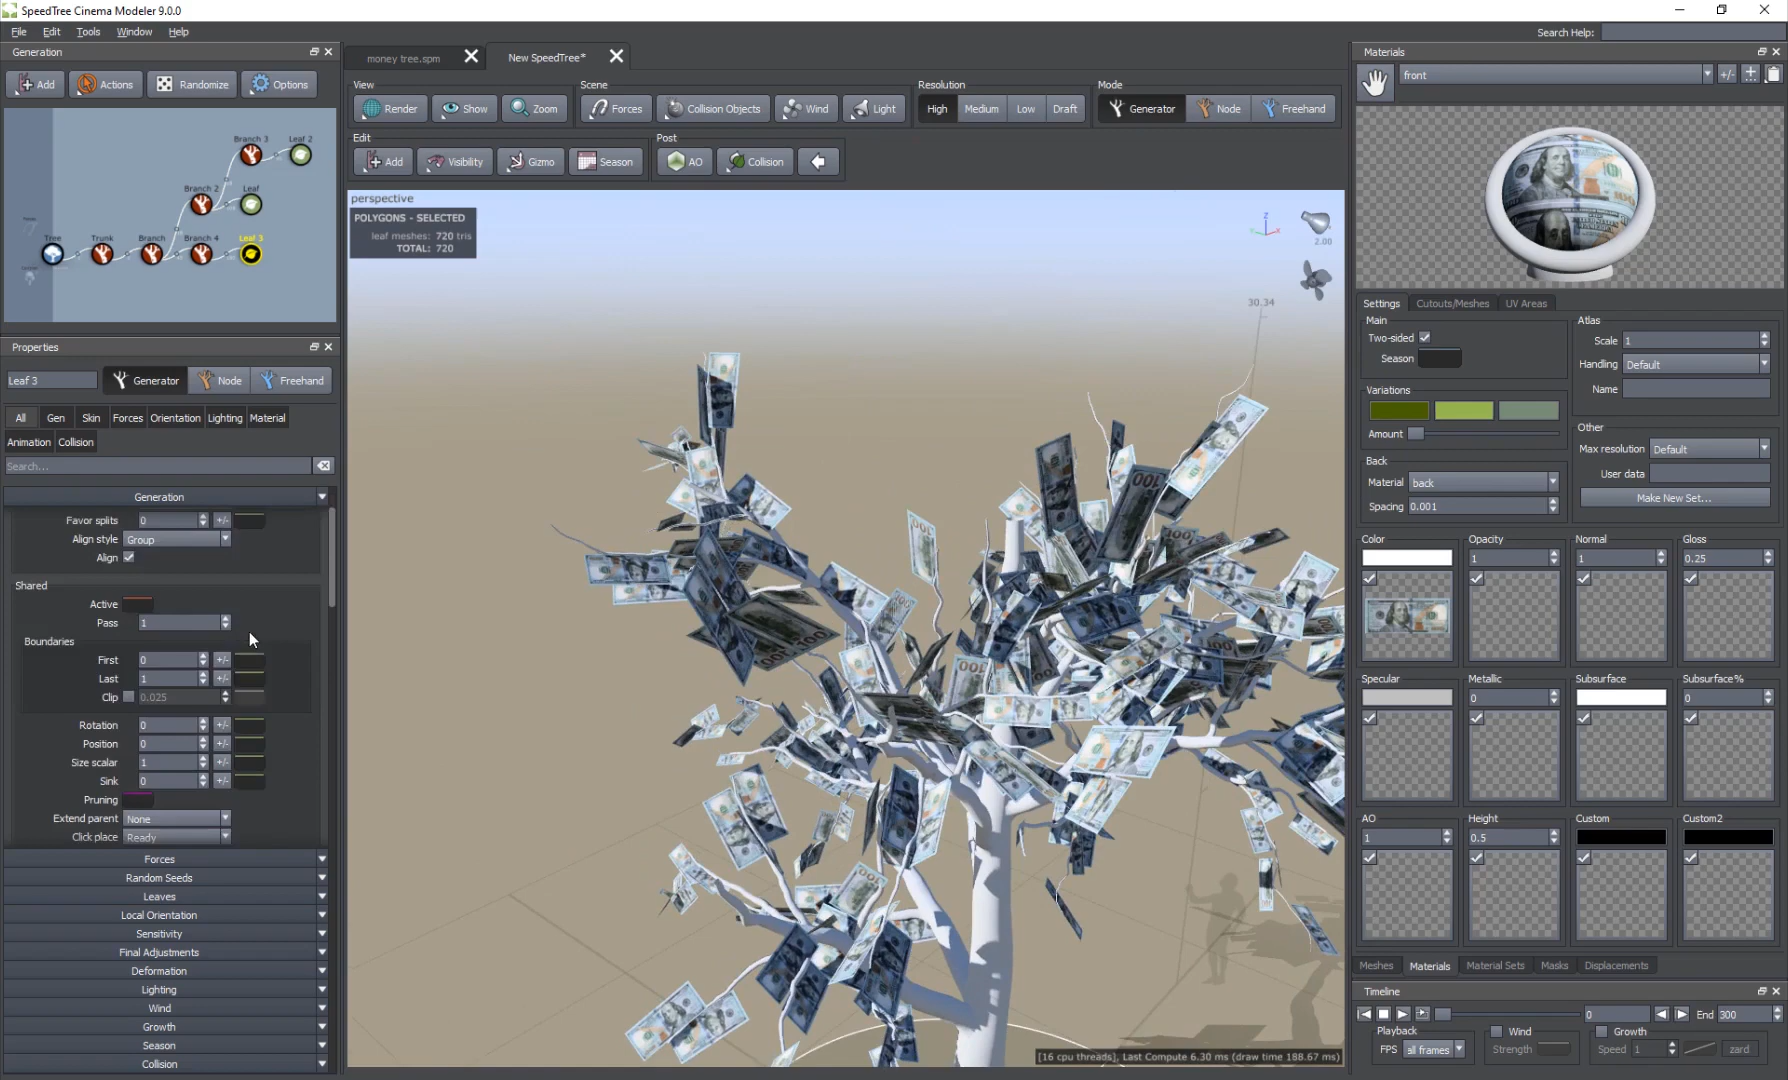 SpeedTree Cinema Modeler 9.0.0
File Edit Tools Window Help
Search Help:
Generation
Add Actions Randomize Options
Branch 3 Leaf 2
Branch 2 Leaf
Tree Trunk Branch Branch 4 Leaf 3
Properties
Leaf 3 Generator Node Freehand
All Gen Skin Forces Orientation Lighting Material
Animation Collision
Search...
Generation
Favor splits 0 +/-
Align style Group
Align
Shared
Active
Pass 1
Boundaries
First 0 +/-
Last 1 +/-
Clip 0.025
Rotation 0 +/-
Position 0 +/-
Size scalar 1 +/-
Sink 0 +/-
Pruning
Extend parent None
Click place Ready
Forces
Random Seeds
Leaves
Local Orientation
Sensitivity
Final Adjustments
Deformation
Lighting
Wind
Growth
Season
Collision
money tree.spm New SpeedTree*
View Scene Resolution Mode
Render Show Zoom Forces Collision Objects Wind Light High Medium Low Draft Generator Node Freehand
Edit Post
Add Visibility Gizmo Season AO Collision
perspective
POLYGONS - SELECTED
leaf meshes: 720 tris
TOTAL: 720
Z
2.00
30.34
100
100
100
100
100
[16 cpu threads], Last Compute 6.30 ms (draw time 188.67 ms)
Materials
front +/-
Settings Cutouts/Meshes UV Areas
Main
Two-sided
Season
Variations
Amount
Back
Material back
Spacing 0.001
Atlas
Scale 1
Handling Default
Name
Other
Max resolution Default
User data
Make New Set...
Color Opacity Normal Gloss
1 1 0.25
Specular Metallic Subsurface Subsurface%
0 0
AO Height Custom Custom2
1 0.5
Meshes Materials Material Sets Masks Displacements
Timeline
0 End 300
Playback Wind Growth
FPS all frames Strength Speed 1 zard